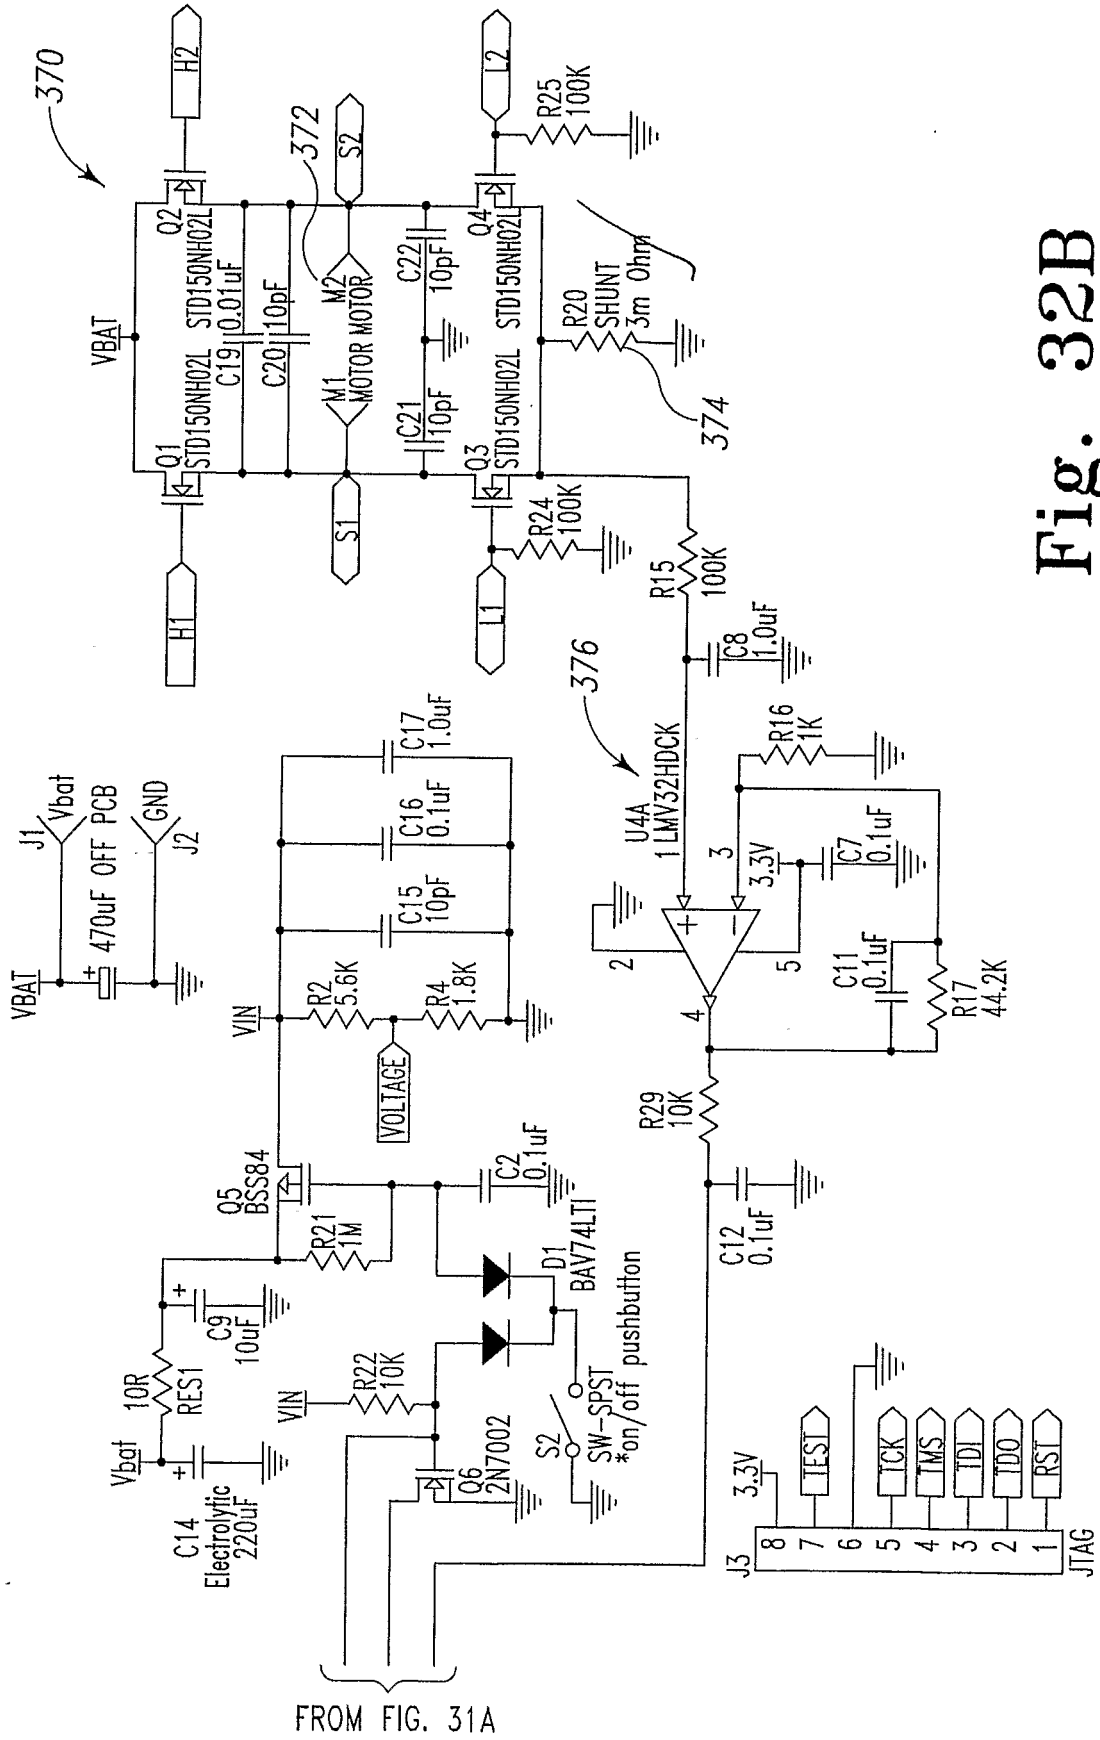 370
VBAT
H1
H2
Q1
STD150NH02L
Q2
STD150NH02L
C19
0.01uF
C20
10pF
372
S1
S2
M1
MOTOR
M2
MOTOR
C21
10pF
C22
10pF
L1
L2
Q3
STD150NH02L
Q4
STD150NH02L
R24
100K
R25
100K
R20
SHUNT
3m Ohm
374
R15
100K
376
C8
1.0uF
U4A
LMV32HDCK
1
3
2
5
4
3.3V
C7
0.1uF
R16
1K
C11
0.1uF
R17
44.2K
R29
10K
C12
0.1uF
J1
Vbat
VBAT
470uF OFF PCB
GND
J2
VIN
R2
5.6K
R4
1.8K
VOLTAGE
C15
10pF
C16
0.1uF
C17
1.0uF
Q5
BSS84
R21
1M
C2
0.1uF
Vbat
10R
RES1
C9
10uF
C14
Electrolytic
220uF
VIN
R22
10K
Q6
2N7002
D1
BAV74LTI
S2
SW-SPST
*on/off pushbutton
FROM FIG. 31A
J3
3.3V
8
7
TEST
6
5
TCK
4
TMS
3
TDI
2
TDO
1
RST
JTAG
Fig. 32B